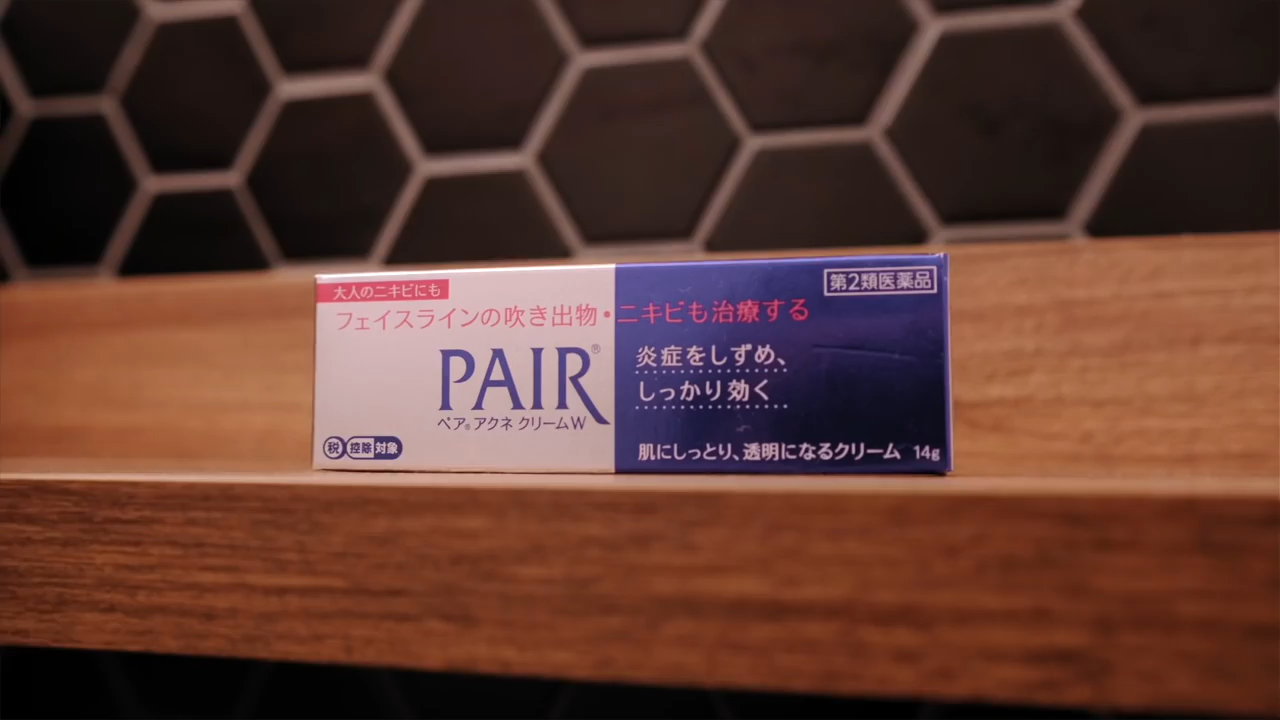 大人のニキビにも
フェイスラインの吹き出物・ニキビも治療する
第2類医薬品
PAIR®
ペア®アクネ クリームW
炎症をしずめ、
しっかり効く
税 控除 対象
肌にしっとり、透明になるクリーム 14g